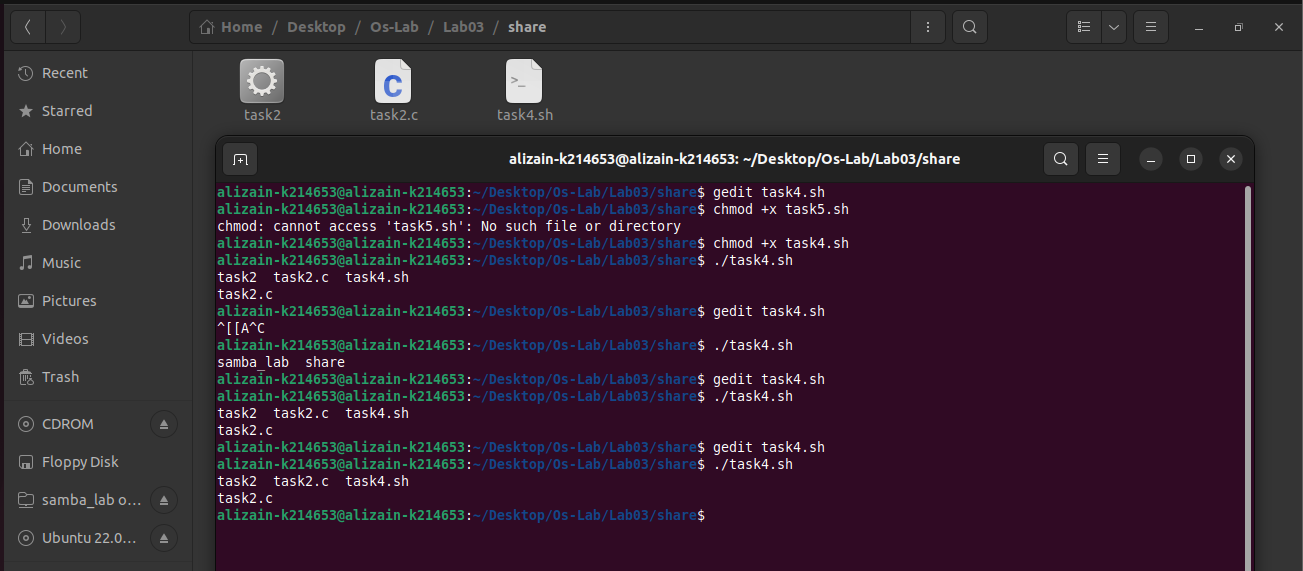 Home / Desktop / Os-Lab / Lab03 / share
Recent
Starred
Home
Documents
Downloads
Music
Pictures
Videos
Trash
CDROM
Floppy Disk
samba_lab o...
Ubuntu 22.0...
task2 task2.c task4.sh
alizain-k214653@alizain-k214653: ~/Desktop/Os-Lab/Lab03/share
alizain-k214653@alizain-k214653:~/Desktop/Os-Lab/Lab03/share$ gedit task4.sh
alizain-k214653@alizain-k214653:~/Desktop/Os-Lab/Lab03/share$ chmod +x task5.sh
chmod: cannot access 'task5.sh': No such file or directory
alizain-k214653@alizain-k214653:~/Desktop/Os-Lab/Lab03/share$ chmod +x task4.sh
alizain-k214653@alizain-k214653:~/Desktop/Os-Lab/Lab03/share$ ./task4.sh
task2  task2.c  task4.sh
task2.c
alizain-k214653@alizain-k214653:~/Desktop/Os-Lab/Lab03/share$ gedit task4.sh
^[[A^C
alizain-k214653@alizain-k214653:~/Desktop/Os-Lab/Lab03/share$ ./task4.sh
samba_lab  share
alizain-k214653@alizain-k214653:~/Desktop/Os-Lab/Lab03/share$ gedit task4.sh
alizain-k214653@alizain-k214653:~/Desktop/Os-Lab/Lab03/share$ ./task4.sh
task2  task2.c  task4.sh
task2.c
alizain-k214653@alizain-k214653:~/Desktop/Os-Lab/Lab03/share$ gedit task4.sh
alizain-k214653@alizain-k214653:~/Desktop/Os-Lab/Lab03/share$ ./task4.sh
task2  task2.c  task4.sh
task2.c
alizain-k214653@alizain-k214653:~/Desktop/Os-Lab/Lab03/share$